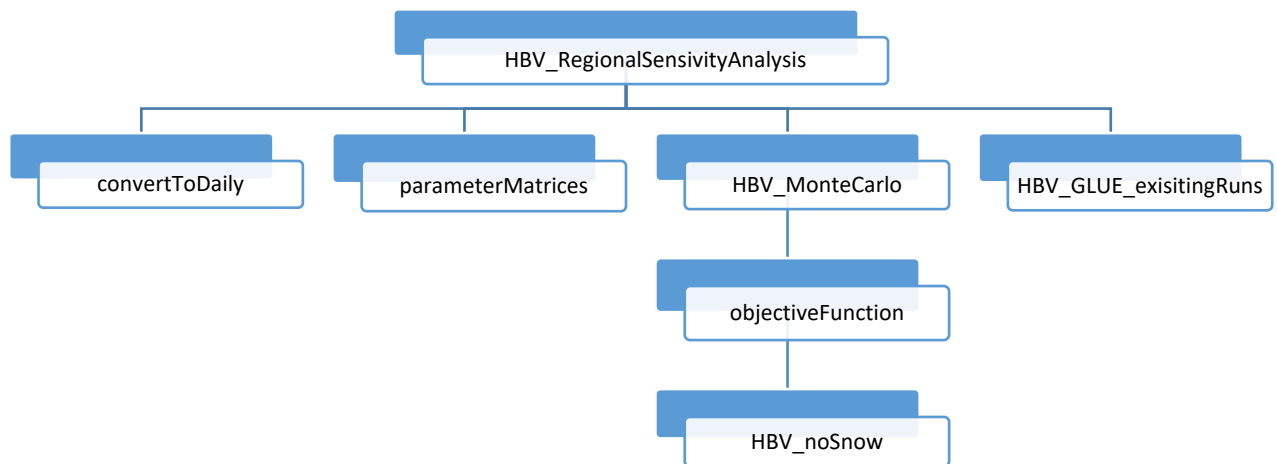 HBV_RegionalSensivityAnalysis
convertToDaily
parameterMatrices
HBV_MonteCarlo
HBV_GLUE_exisitingRuns
objectiveFunction
HBV_noSnow